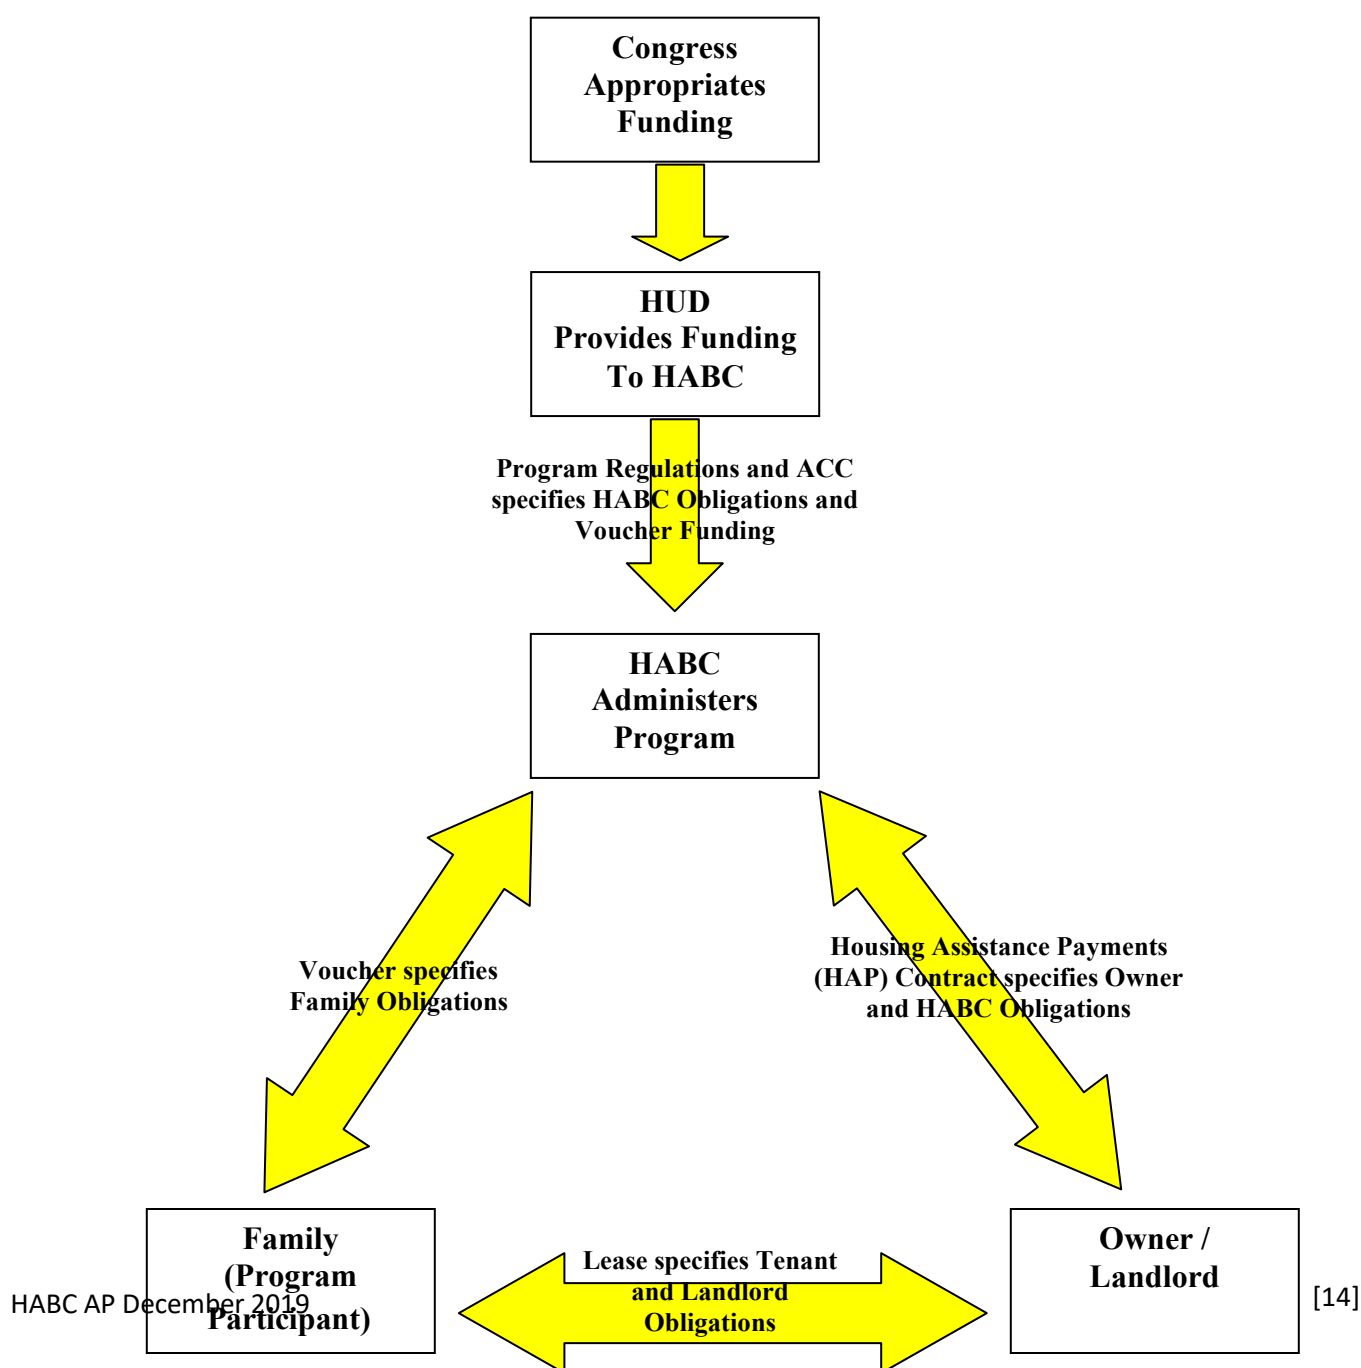 Congress
Appropriates
Funding
HUD
Provides Funding
To HABC
Program Regulations and ACC
specifies HABC Obligations and
Voucher Funding
HABC
Administers
Program
Voucher specifies
Family Obligations
Housing Assistance Payments
(HAP) Contract specifies Owner
and HABC Obligations
Family
(Program
Participant)
Lease specifies Tenant
and Landlord
Obligations
Owner /
Landlord
HABC AP December 2019
[14]